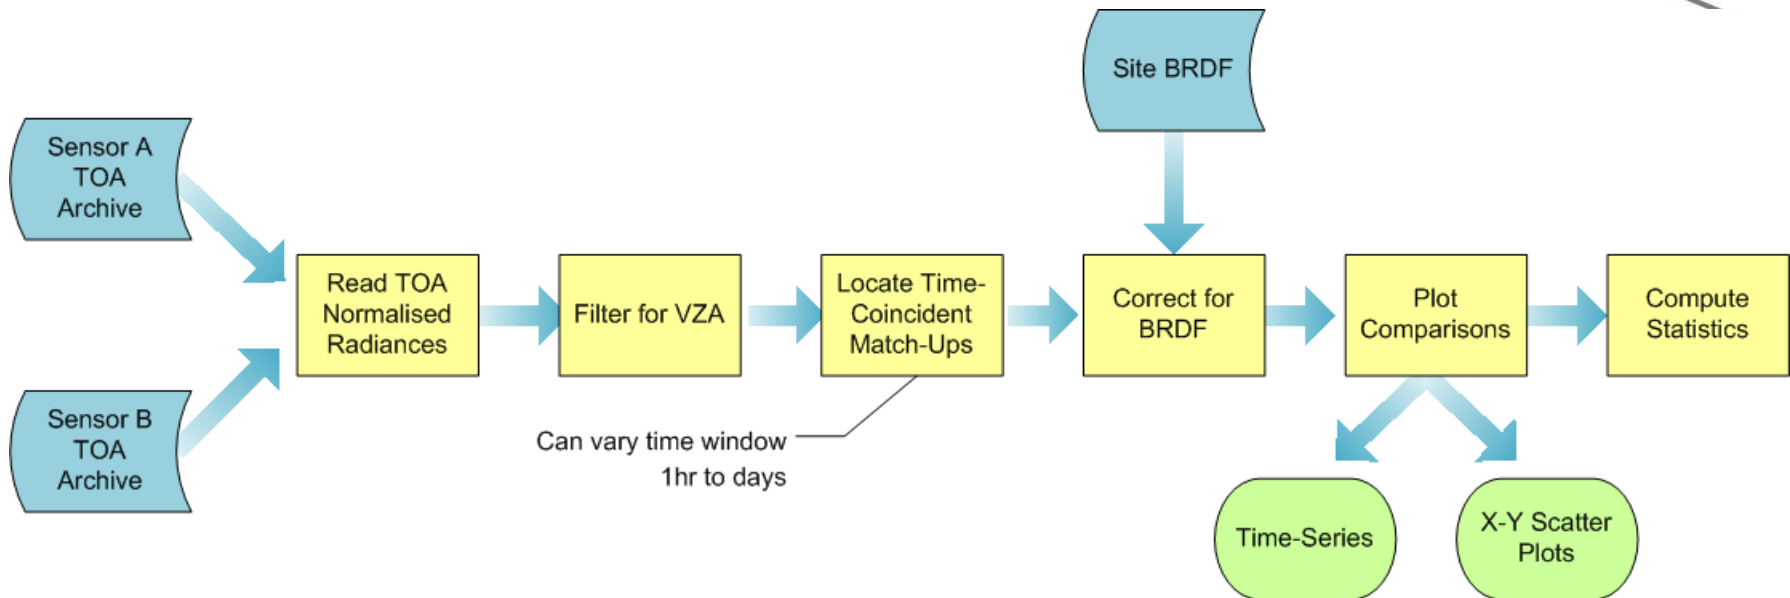 Site BRDF
Sensor A
TOA
Archive
Read TOA
Normalised
Radiances
Filter for VZA
Locate Time-
Coincident
Match-Ups
Correct for
BRDF
Plot
Comparisons
Compute
Statistics
Sensor B
TOA
Archive
Can vary time window
1hr to days
Time-Series
X-Y Scatter
Plots